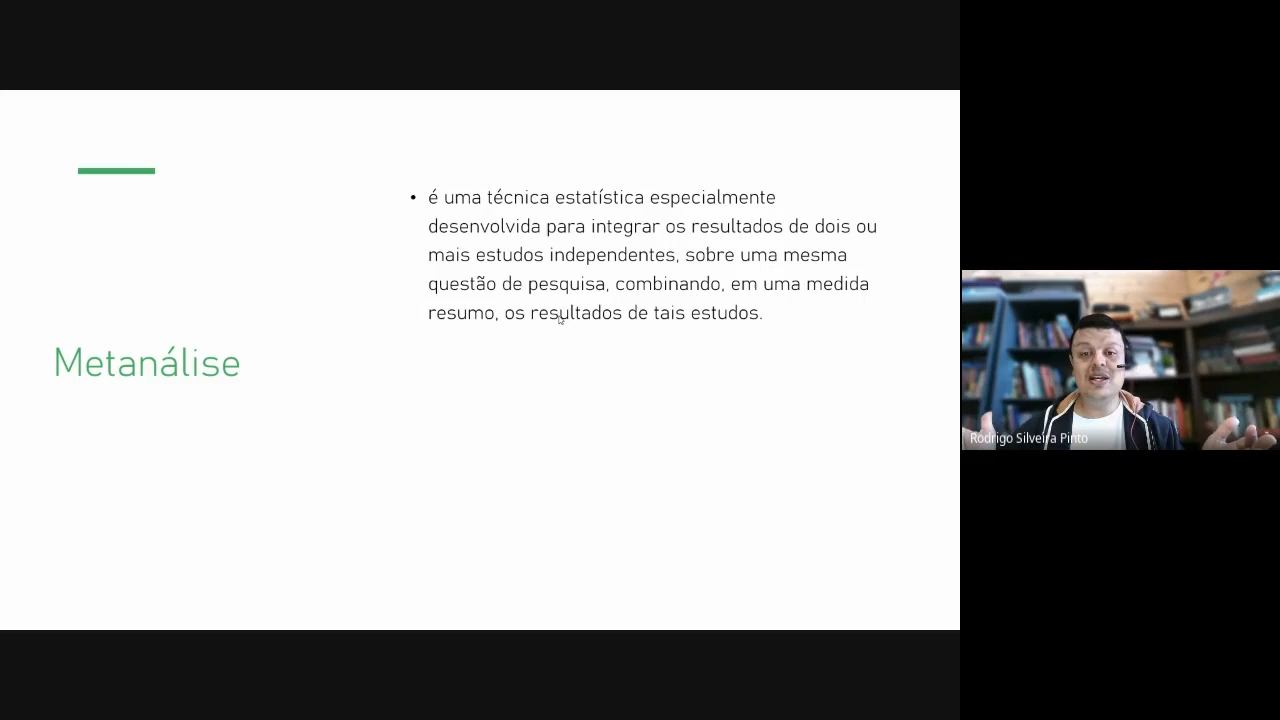 Metanálise
• é uma técnica estatística especialmente
desenvolvida para integrar os resultados de dois ou
mais estudos independentes, sobre uma mesma
questão de pesquisa, combinando, em uma medida
resumo, os resultados de tais estudos.
Rodrigo Silveira Pinto